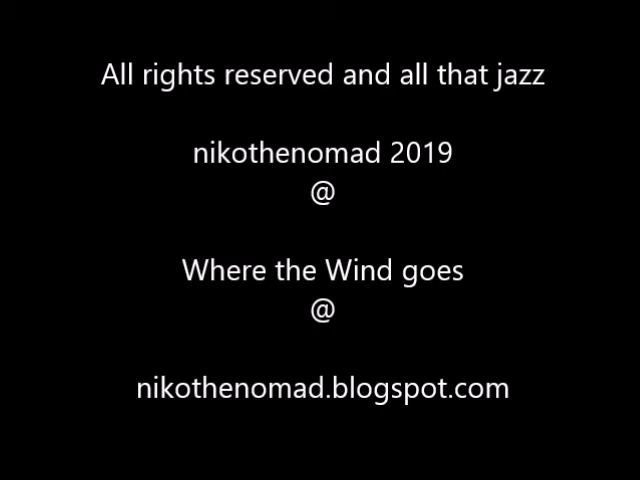 All rights reserved and all that jazz
nikothenomad 2019
@
Where the Wind goes
@
nikothenomad.blogspot.com